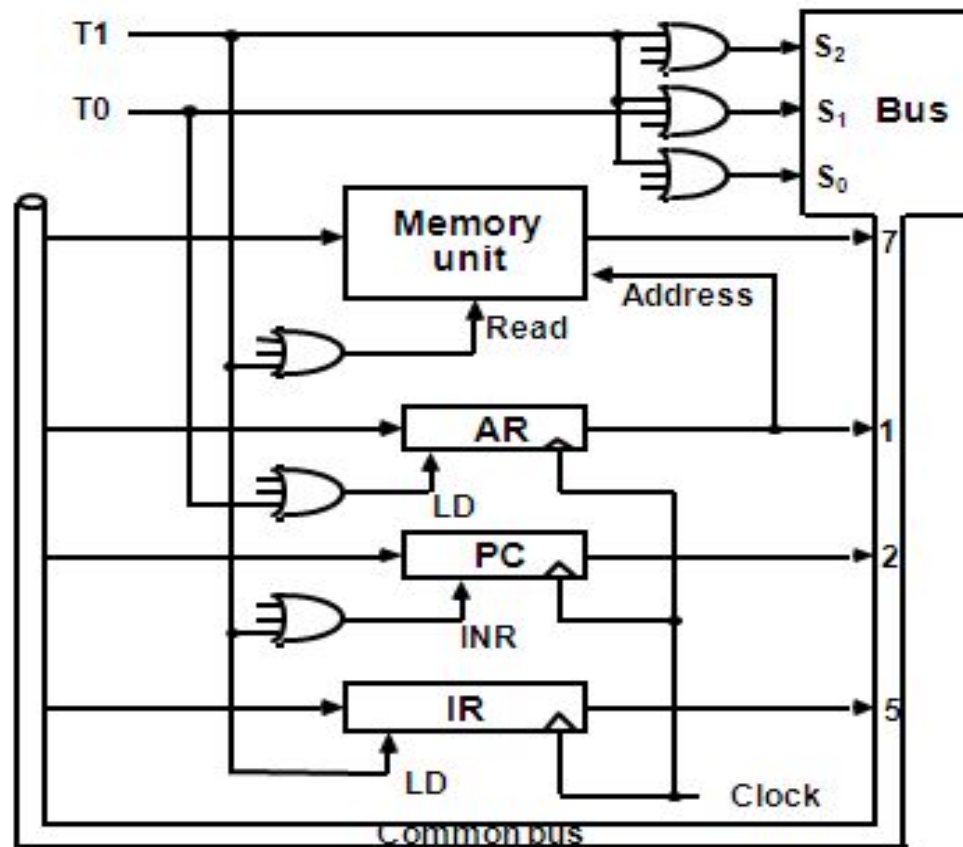 T1
S2
T0
S1
Bus
S0
Memory
unit
7
Address
Read
AR
1
LD
PC
2
INR
IR
5
LD
Clock
Common bus